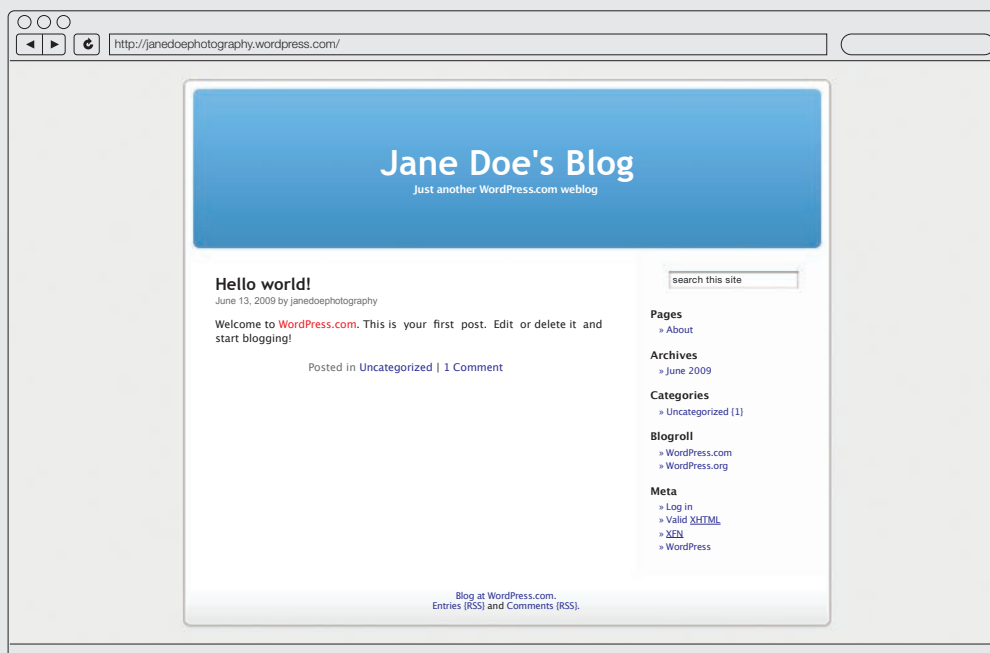 http://janedoephotography.wordpress.com/
Jane Doe's Blog
Just another WordPress.com weblog
Hello world!
June 13, 2009 by janedoephotography
Welcome to WordPress.com. This is your first post. Edit or delete it and
start blogging!
Posted in Uncategorized | 1 Comment
search this site
Pages
» About
Archives
» June 2009
Categories
» Uncategorized (1)
Blogroll
» WordPress.com
» WordPress.org
Meta
» Log in
» Valid XHTML
» XFN
» WordPress
Blog at WordPress.com.
Entries (RSS) and Comments (RSS).